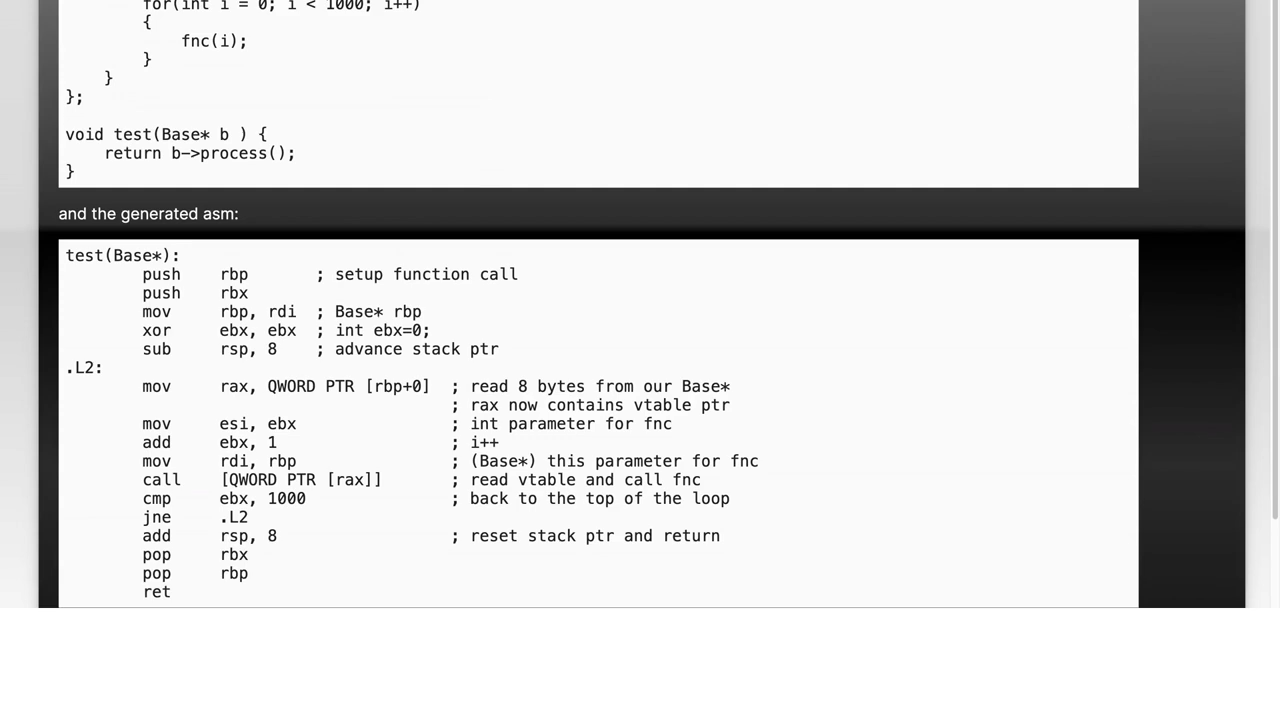 for(int i = 0; i < 1000; i++)
{
fnc(i);
}
}
};
void test(Base* b ) {
return b->process();
}
and the generated asm:
test(Base*):
push rbp ; setup function call
push rbx
mov rbp, rdi ; Base* rbp
xor ebx, ebx ; int ebx=0;
sub rsp, 8 ; advance stack ptr
.L2:
mov rax, QWORD PTR [rbp+0] ; read 8 bytes from our Base*
; rax now contains vtable ptr
mov esi, ebx ; int parameter for fnc
add ebx, 1 ; i++
mov rdi, rbp ; (Base*) this parameter for fnc
call [QWORD PTR [rax]] ; read vtable and call fnc
cmp ebx, 1000 ; back to the top of the loop
jne .L2
add rsp, 8 ; reset stack ptr and return
pop rbx
pop rbp
ret